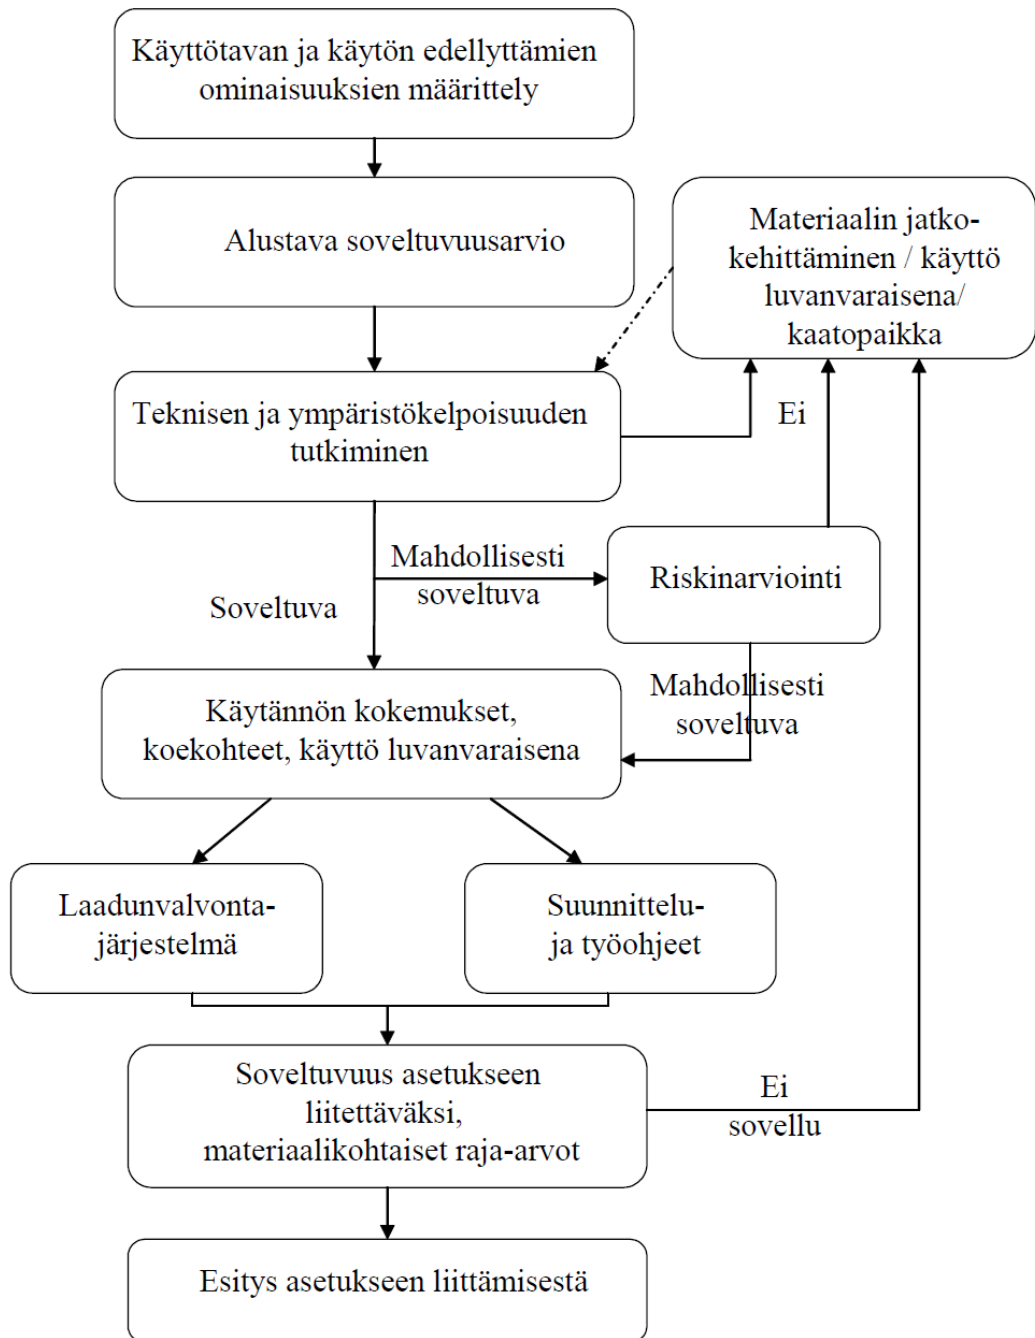 Käyttötavan ja käytön edellyttämien
ominaisuuksien määrittely
Alustava soveltuvuusarvio
Materiaalin jatko-
kehittäminen / käyttö
luvanvaraisena/
kaatopaikka
Teknisen ja ympäristökelpoisuuden
tutkiminen
Ei
Mahdollisesti
soveltuva
Soveltuva
Riskinarviointi
Mahdollisesti
soveltuva
Käytännön kokemukset,
koekohteet, käyttö luvanvaraisena
Laadunvalvonta-
järjestelmä
Suunnittelu-
ja työohjeet
Soveltuvuus asetukseen
liitettäväksi,
materiaalikohtaiset raja-arvot
Ei
sovellu
Esitys asetukseen liittämisestä